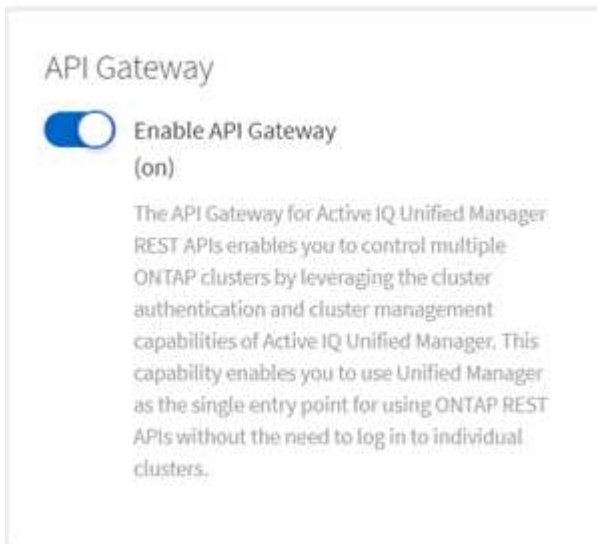 API Gateway
Enable API Gateway
(on)
The API Gateway for Active IQ Unified Manager
REST APIs enables you to control multiple
ONTAP clusters by leveraging the cluster
authentication and cluster management
capabilities of Active IQ Unified Manager. This
capability enables you to use Unified Manager
as the single entry point for using ONTAP REST
APIs without the need to log in to individual
clusters.